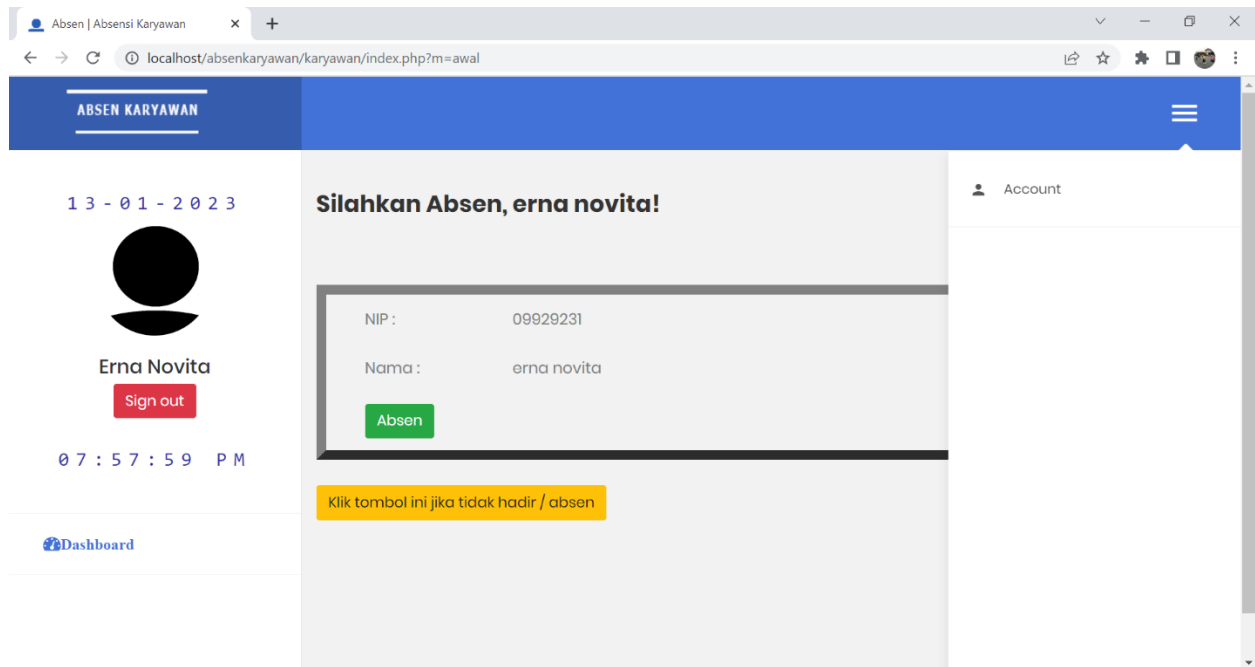 Absen | Absensi Karyawan
localhost/absenkaryawan/karyawan/index.php?m=awal
ABSEN KARYAWAN
13-01-2023
Erna Novita
Sign out
07:57:59 PM
Dashboard
Silahkan Absen, erna novita!
NIP : 09929231
Nama : erna novita
Absen
Klik tombol ini jika tidak hadir / absen
Account